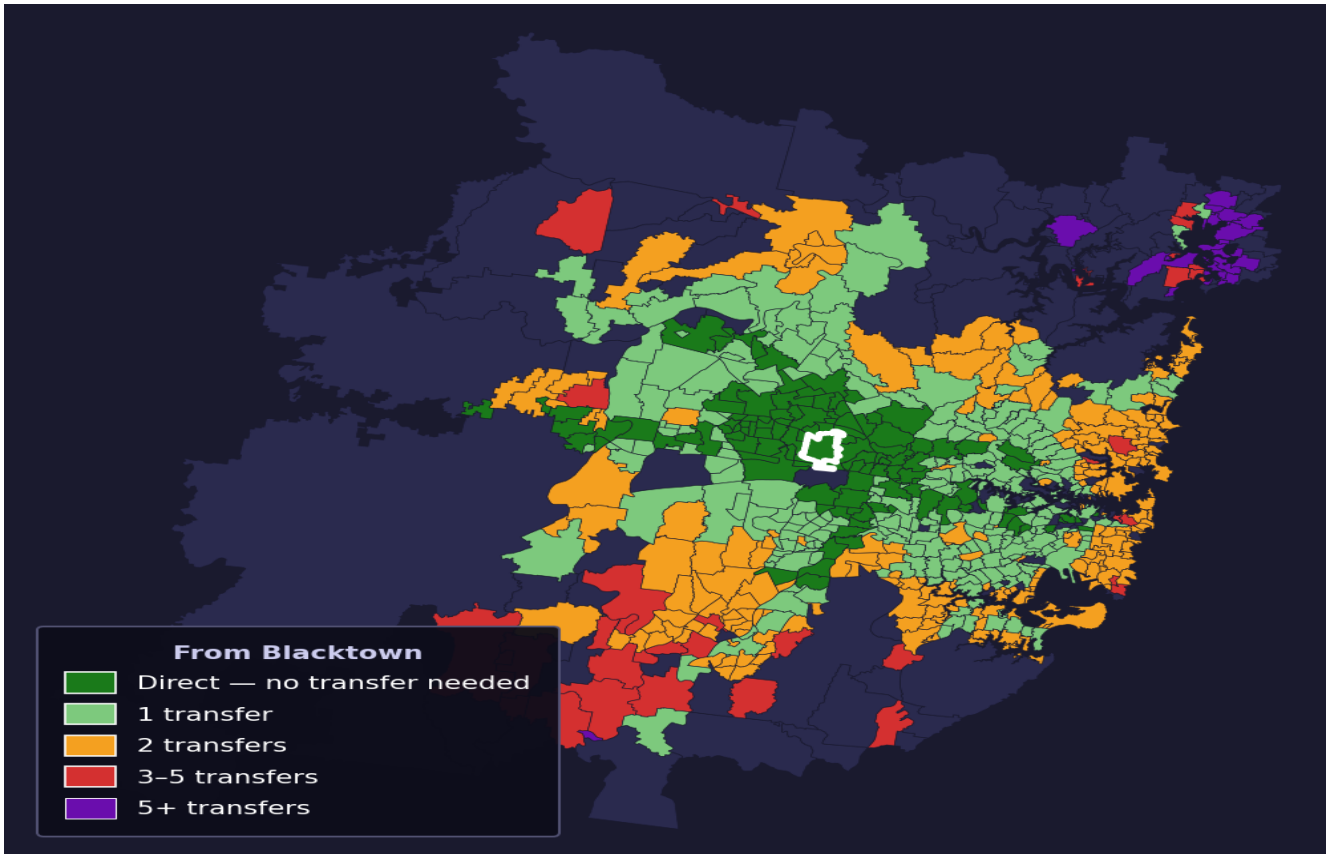 From Blacktown
Direct — no transfer needed
1 transfer
2 transfers
3–5 transfers
5+ transfers